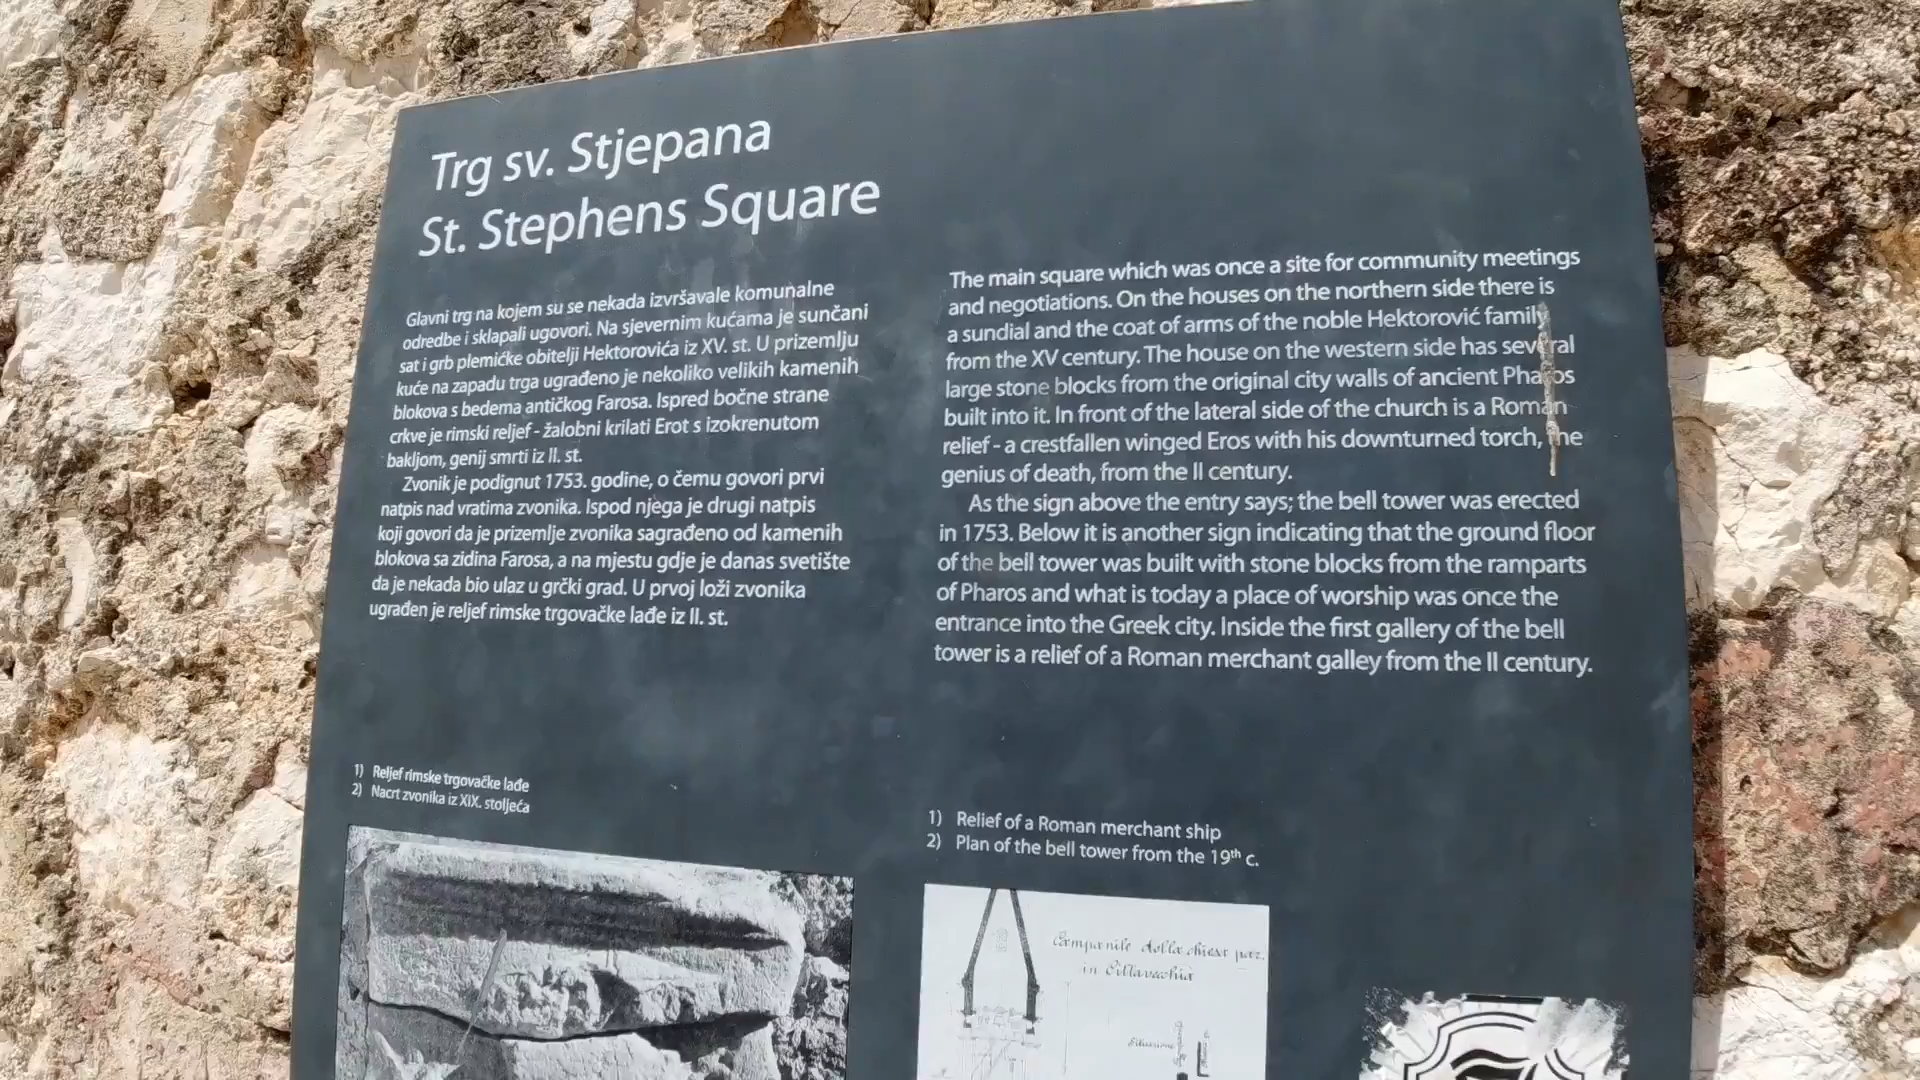 Trg sv. Stjepana
St. Stephens Square
Glavni trg na kojem su se nekada izvršavale komunalne
odredbe i sklapali ugovori. Na sjevernim kućama je sunčani
sat i grb plemićke obitelji Hektorovića iz XV. st. U prizemlju
kuće na zapadu trga ugrađeno je nekoliko velikih kamenih
blokova s bedema antičkog Farosa. Ispred bočne strane
crkve je rimski reljef - žalobni krilati Erot s izokrenutom
bakljom, genij smrti iz II. st.
Zvonik je podignut 1753. godine, o čemu govori prvi
natpis nad vratima zvonika. Ispod njega je drugi natpis
koji govori da je prizemlje zvonika sagrađeno od kamenih
blokova sa zidina Farosa, a na mjestu gdje je danas svetište
da je nekada bio ulaz u grčki grad. U prvoj loži zvonika
ugrađen je reljef rimske trgovačke lađe iz II. st.
The main square which was once a site for community meetings
and negotiations. On the houses on the northern side there is
a sundial and the coat of arms of the noble Hektorović family
from the XV century. The house on the western side has several
large stone blocks from the original city walls of ancient Pharos
built into it. In front of the lateral side of the church is a Roman
relief - a crestfallen winged Eros with his downturned torch, the
genius of death, from the II century.
As the sign above the entry says; the bell tower was erected
in 1753. Below it is another sign indicating that the ground floor
of the bell tower was built with stone blocks from the ramparts
of Pharos and what is today a place of worship was once the
entrance into the Greek city. Inside the first gallery of the bell
tower is a relief of a Roman merchant galley from the II century.
1) Reljef rimske trgovačke lađe
2) Nacrt zvonika iz XIX. stoljeća
1) Relief of a Roman merchant ship
2) Plan of the bell tower from the 19th c.
Campanile della chiesa par.
in Cittavecchia